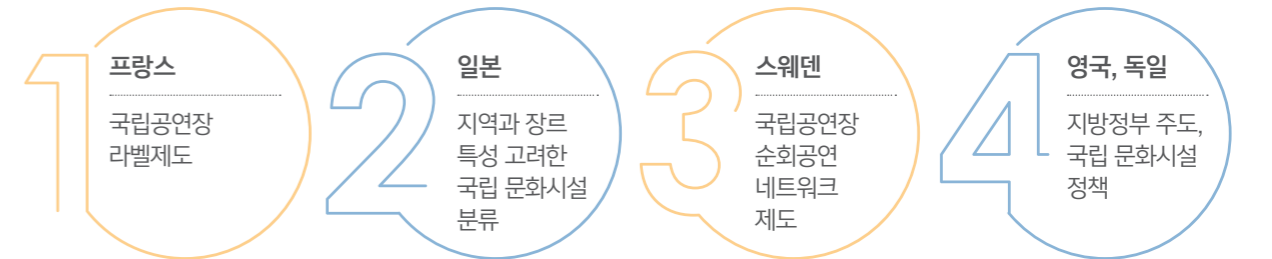 1
프랑스
국립공연장
라벨제도
2
일본
지역과 장르
특성 고려한
국립 문화시설
분류
3
스웨덴
국립공연장
순회공연
네트워크
제도
4
영국, 독일
지방정부 주도,
국립 문화시설
정책